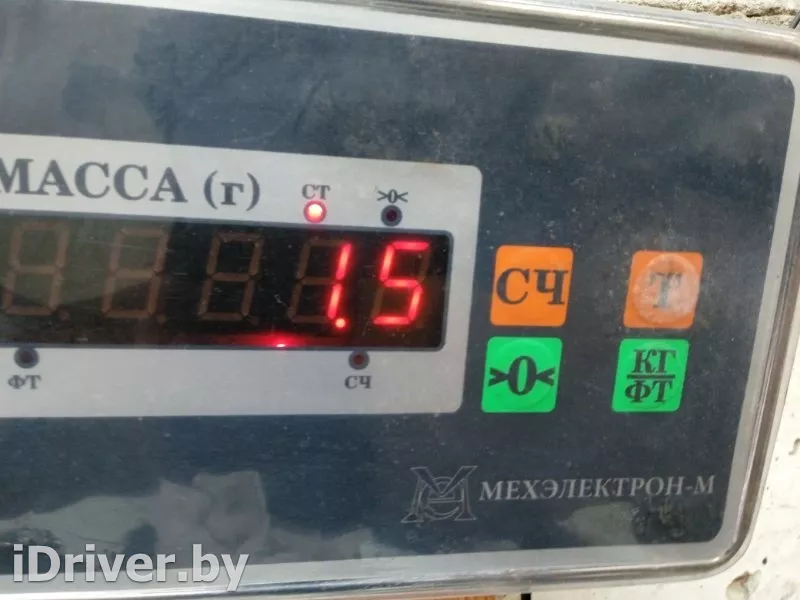 МАССА (г)
СТ
>0<
1.5
СЧ
Т
ФТ
СЧ
>0<
КГ
ФТ
МЕХЭЛЕКТРОН-М
iDriver.by